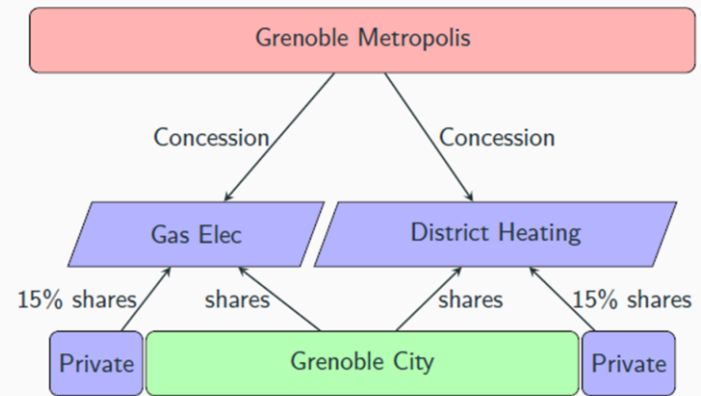 Grenoble Metropolis
Concession
Concession
Gas Elec
District Heating
15% shares
shares
shares
15% shares
Private
Grenoble City
Private